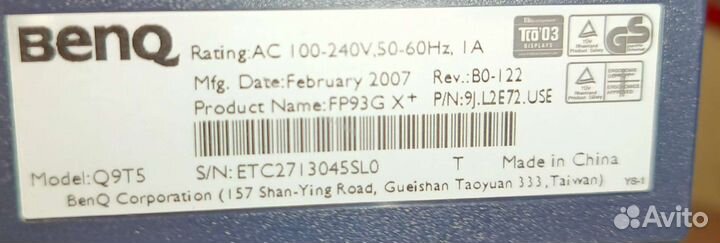 BenQ
Rating:AC 100-240V,50-60Hz, 1A
TCO'03
DISPLAYS
GS
Mfg. Date:February 2007
Rev.:B0-122
Product Name:FP93G X+
P/N:9J.L2E72.USE
Model:Q9T5
S/N: ETC2713045SL0
T
Made in China
BenQ Corporation (157 Shan-Ying Road, Gueishan Taoyuan 333,Taiwan)
YS-1
Avito